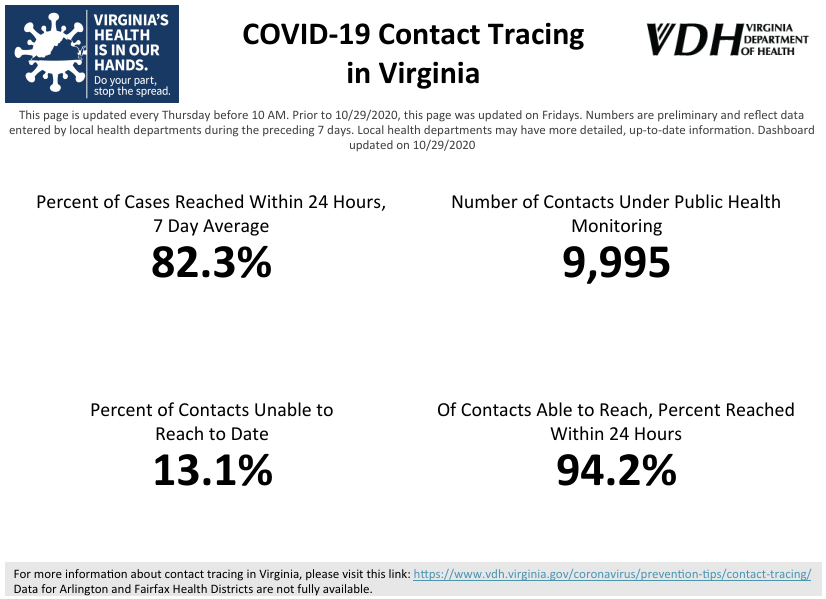 VIRGINIA'S
HEALTH
IS IN OUR
HANDS.
Do your part,
stop the spread.
COVID-19 Contact Tracing
in Virginia
VDH VIRGINIA
DEPARTMENT
OF HEALTH
This page is updated every Thursday before 10 AM. Prior to 10/29/2020, this page was updated on Fridays. Numbers are preliminary and reflect data
entered by local health departments during the preceding 7 days. Local health departments may have more detailed, up-to-date information. Dashboard
updated on 10/29/2020
Percent of Cases Reached Within 24 Hours,
7 Day Average
82.3%
Number of Contacts Under Public Health
Monitoring
9,995
Percent of Contacts Unable to
Reach to Date
13.1%
Of Contacts Able to Reach, Percent Reached
Within 24 Hours
94.2%
For more information about contact tracing in Virginia, please visit this link: https://www.vdh.virginia.gov/coronavirus/prevention-tips/contact-tracing/
Data for Arlington and Fairfax Health Districts are not fully available.